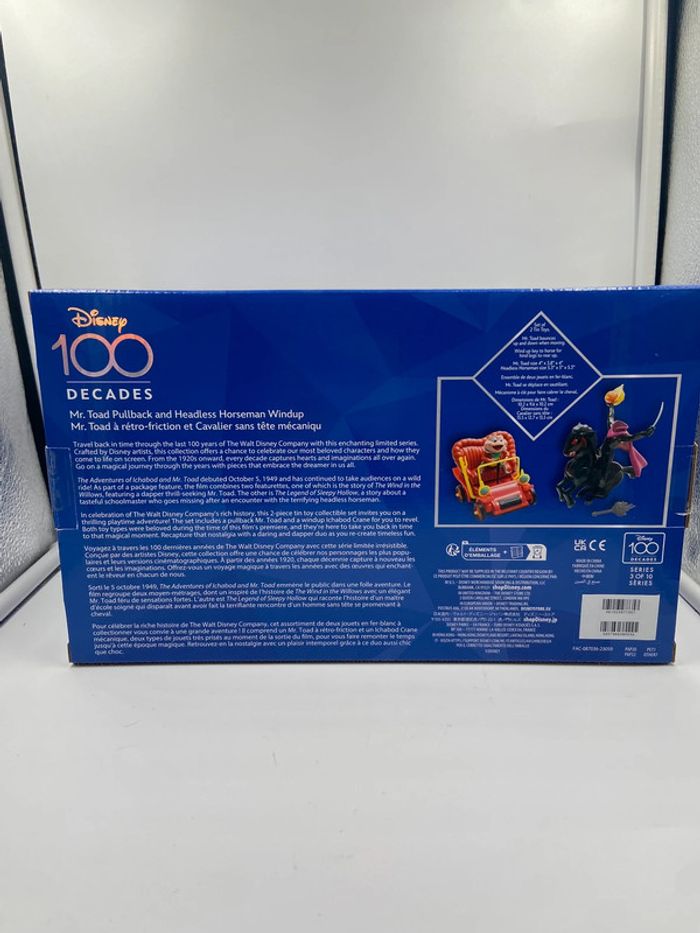 Disney
100
DECADES
Mr. Toad Pullback and Headless Horseman Windup
Mr. Toad à rétro-friction et Cavalier sans tête mécaniqu
Travel back in time through the last 100 years of The Walt Disney Company with this enchanting limited series.
Crafted by Disney artists, this collection offers a chance to celebrate our most beloved characters and how they
come to life on screen. From the 1920s onward, every decade captures hearts and imaginations all over again.
Go on a magical journey through the years with pieces that embrace the dreamer in us all.
The Adventures of Ichabod and Mr. Toad debuted October 5, 1949 and has continued to take audiences on a wild
ride! As part of a package feature, the film combines two featurettes, one of which is the story of The Wind in the
Willows, featuring a dapper thrill-seeking Mr. Toad. The other is The Legend of Sleepy Hollow, a story about a
tasteful schoolmaster who goes missing after an encounter with the terrifying headless horseman.
In celebration of The Walt Disney Company's rich history, this 2-piece tin toy collectible set invites you on a
thrilling playtime adventure! The set includes a pullback Mr. Toad and a windup Ichabod Crane for you to revel.
Both toy types were beloved during the time of this film's premiere, and they're here to take you back in time
to that magical moment. Recapture that nostalgia with a daring and dapper duo as you re-create timeless fun.
Voyagez à travers les 100 dernières années de The Walt Disney Company avec cette série limitée irrésistible.
Conçue par des artistes Disney, cette collection offre une chance de célébrer nos personnages les plus popu-
laires et leurs versions cinématographiques. À partir des années 1920, chaque décennie capture à nouveau les
cœurs et les imaginations. Offrez-vous un voyage magique à travers les années avec des œuvres qui enchant-
ent le rêveur en chacun de nous.
Sorti le 5 octobre 1949, The Adventures of Ichabod and Mr. Toad emmène le public dans une folle aventure. Le
film regroupe deux moyen-métrages, dont un inspiré de l'histoire de The Wind in the Willows avec un élégant
Mr. Toad féru de sensations fortes. L'autre est The Legend of Sleepy Hollow qui raconte l'histoire d'un maître
d'école soigné qui disparaît avant avoir fait la terrifiante rencontre d'un homme sans tête se promenant à
cheval.
Pour célébrer la riche histoire de The Walt Disney Company, cet assortiment de deux jouets en fer-blanc à
collectionner vous convie à une grande aventure ! Il comprend un Mr. Toad à rétro-friction et un Ichabod Crane
mécanique, deux types de jouets très prisés au moment de la sortie du film, pour vous faire remonter le temps
jusqu'à cette époque magique. Retrouvez-en la nostalgie avec un plaisir intemporel grâce à ce duo aussi chic
que choc.
Set of
2 Tin Toys
Mr. Toad bounces
up and down when moving
Wind up key to horse for
hind legs to rear up.
Ensemble de deux jouets en fer-blanc.
Mr. Toad se déplace en sautillant.
Mécanisme à clé pour faire cabrer le cheval.
Dimensions de Mr. Toad :
Dimensions du
Cavalier sans tête :
ÉLÉMENTS
D'EMBALLAGE
UK
CA
CE
MADE IN CHINA
FABRIQUÉ EN CHINE
Disney
100
DECADES
SERIES
3 OF 10
SÉRIES
shopDisney.com
shopDisney.jp
©DISNEY
FAC-087036-23059